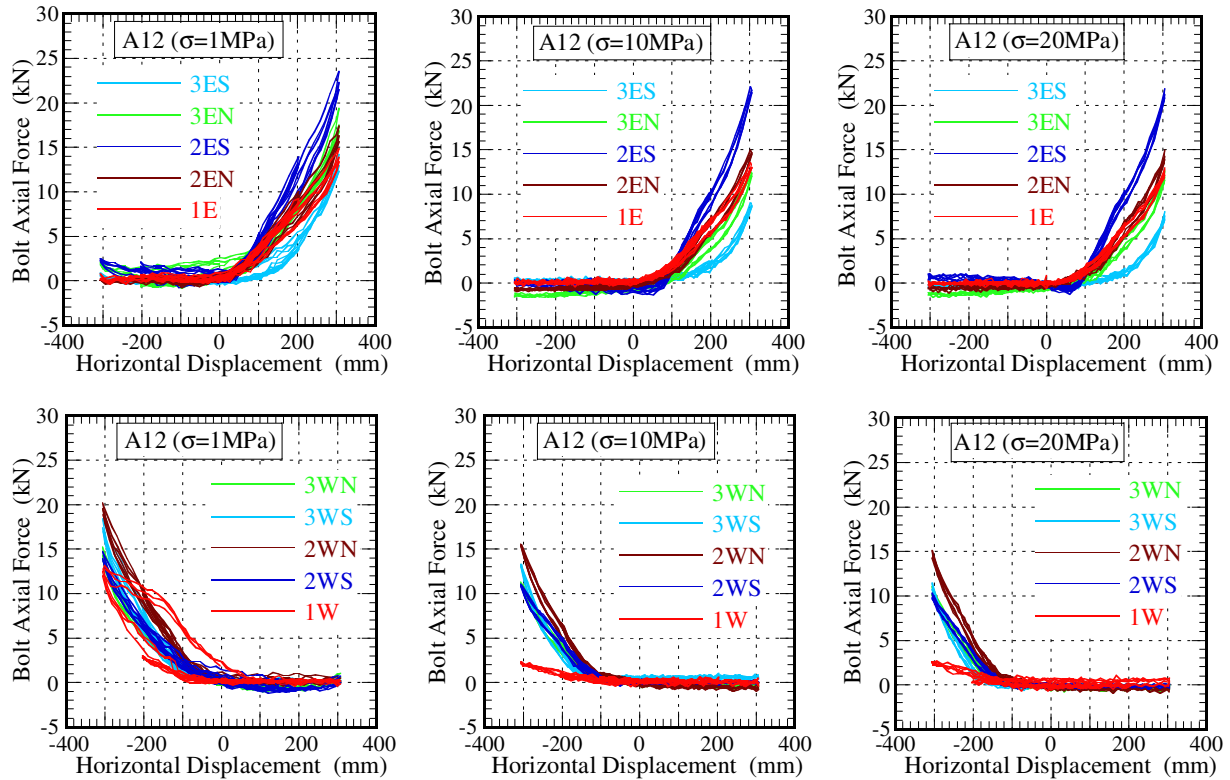 A12 (σ=1MPa)
3ES
3EN
2ES
2EN
1E
30
25
20
15
10
5
0
-5
-400
-200
0
200
400
Bolt Axial Force (kN)
Horizontal Displacement (mm)
A12 (σ=10MPa)
3ES
3EN
2ES
2EN
1E
30
25
20
15
10
5
0
-5
-400
-200
0
200
400
Bolt Axial Force (kN)
Horizontal Displacement (mm)
A12 (σ=20MPa)
3ES
3EN
2ES
2EN
1E
30
25
20
15
10
5
0
-5
-400
-200
0
200
400
Bolt Axial Force (kN)
Horizontal Displacement (mm)
A12 (σ=1MPa)
3WN
3WS
2WN
2WS
1W
30
25
20
15
10
5
0
-5
-400
-200
0
200
400
Bolt Axial Force (kN)
Horizontal Displacement (mm)
A12 (σ=10MPa)
3WN
3WS
2WN
2WS
1W
30
25
20
15
10
5
0
-5
-400
-200
0
200
400
Bolt Axial Force (kN)
Horizontal Displacement (mm)
A12 (σ=20MPa)
3WN
3WS
2WN
2WS
1W
30
25
20
15
10
5
0
-5
-400
-200
0
200
400
Bolt Axial Force (kN)
Horizontal Displacement (mm)